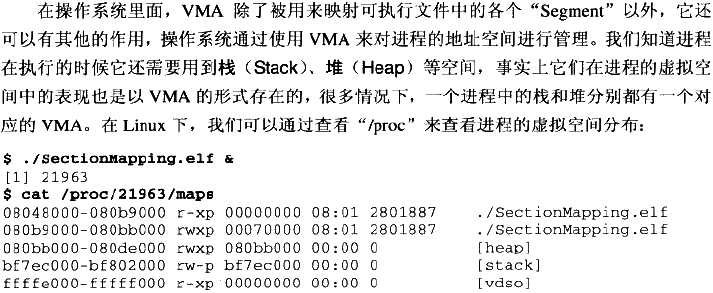 在操作系统里面，VMA 除了被用来映射可执行文件中的各个“Segment”以外，它还
可以有其他的作用，操作系统通过使用 VMA 来对进程的地址空间进行管理。我们知道进程
在执行的时候它还需要用到栈（Stack）、堆（Heap）等空间，事实上它们在进程的虚拟空
间中的表现也是以 VMA 的形式存在的，很多情况下，一个进程中的栈和堆分别都有一个对
应的 VMA。在 Linux 下，我们可以通过查看“/proc”来查看进程的虚拟空间分布：
$ ./SectionMapping.elf &
[1] 21963
$ cat /proc/21963/maps
08048000-080b9000 r-xp 00000000 08:01 2801887 ./SectionMapping.elf
080b9000-080bb000 rwxp 00070000 08:01 2801887 ./SectionMapping.elf
080bb000-080de000 rwxp 080bb000 00:00 0 [heap]
bf7ec000-bf802000 rw-p bf7ec000 00:00 0 [stack]
ffffe000-fffff000 r-xp 00000000 00:00 0 [vdso]